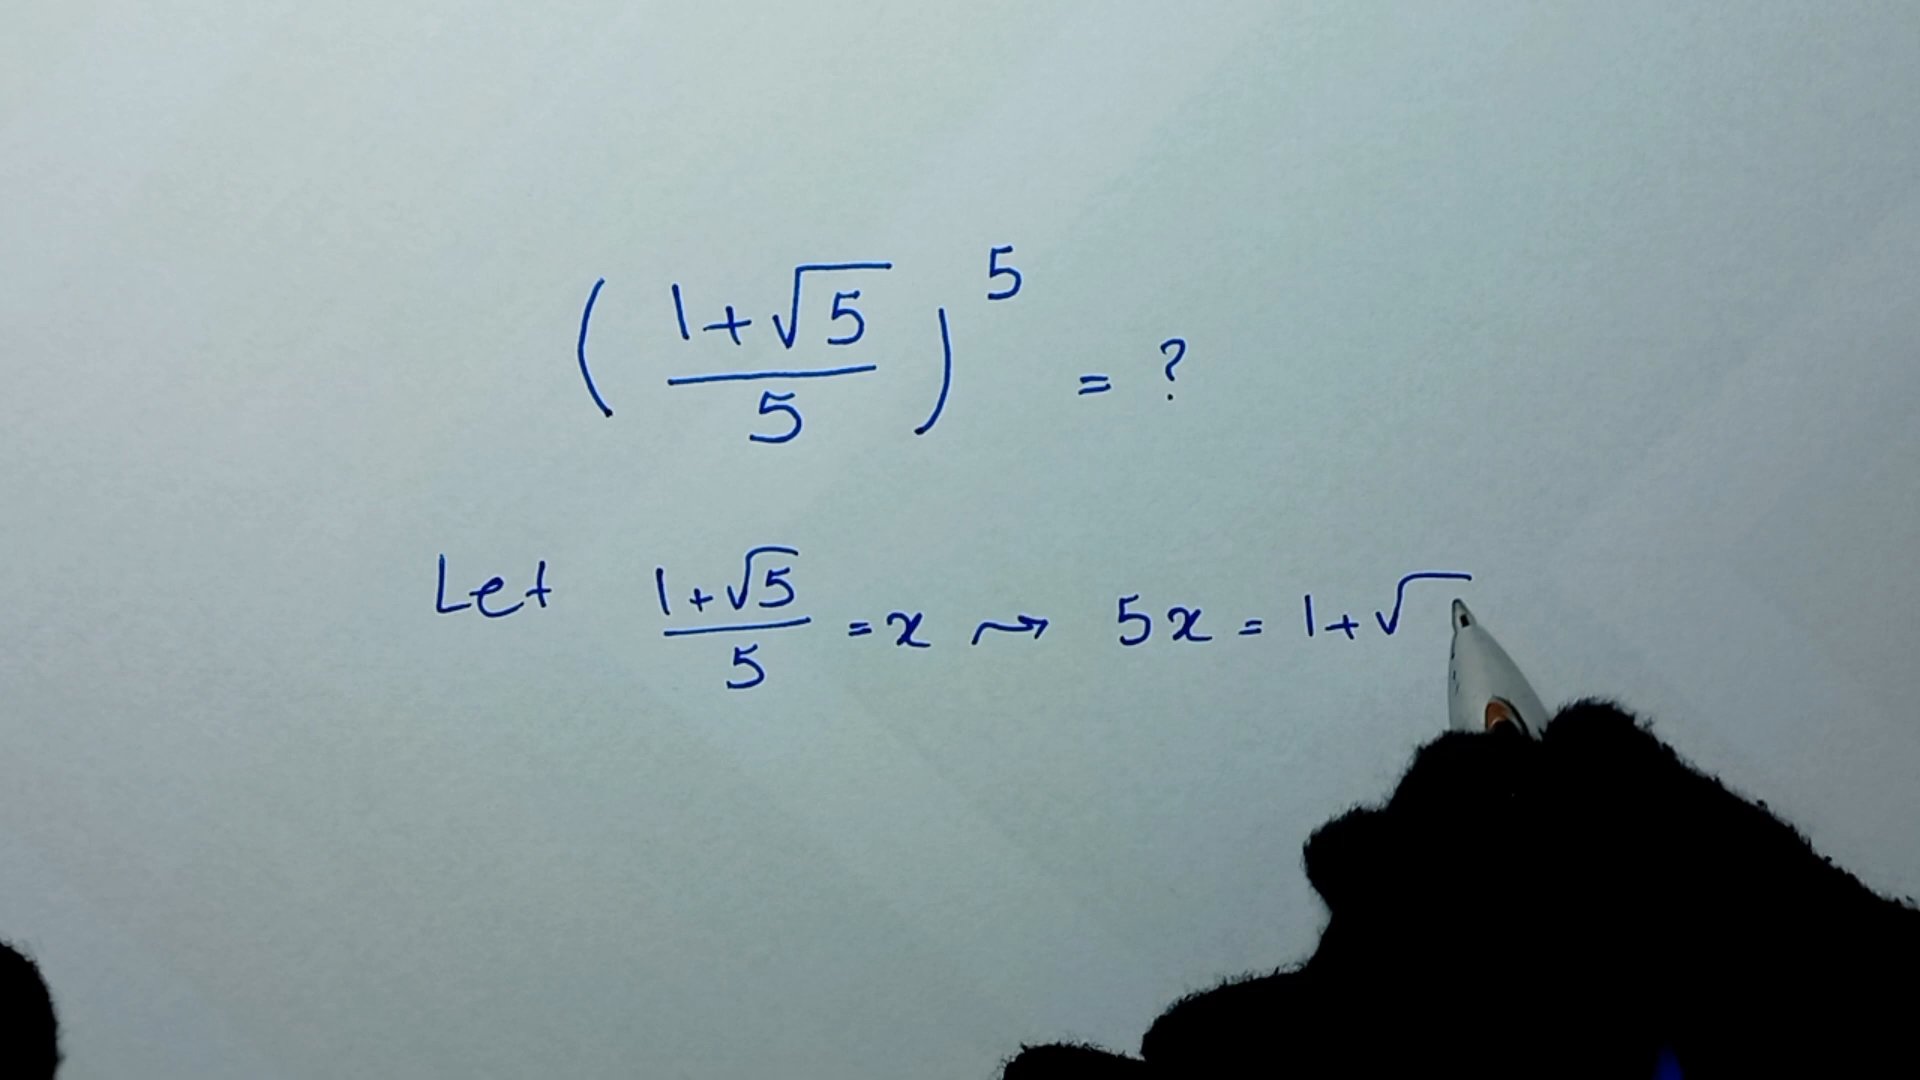 ( (1+√5)/5 )^5 = ?
Let (1+√5)/5 = x ⇝ 5x = 1+√